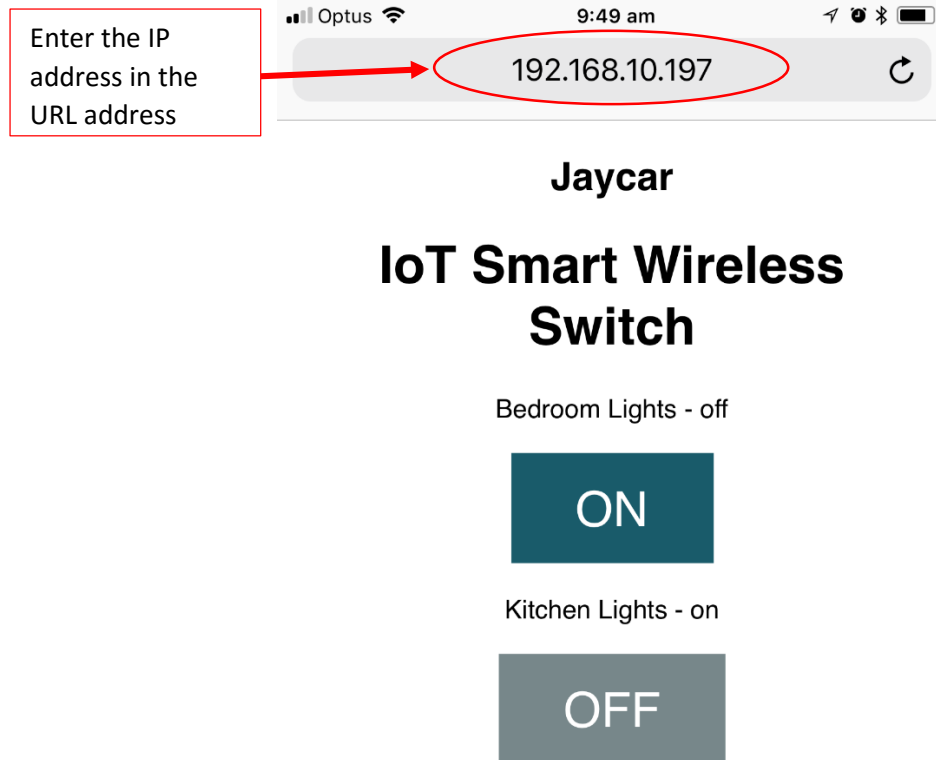 Enter the IP
address in the
URL address
Optus 9:49 am
192.168.10.197
Jaycar
IoT Smart Wireless
Switch
Bedroom Lights - off
ON
Kitchen Lights - on
OFF